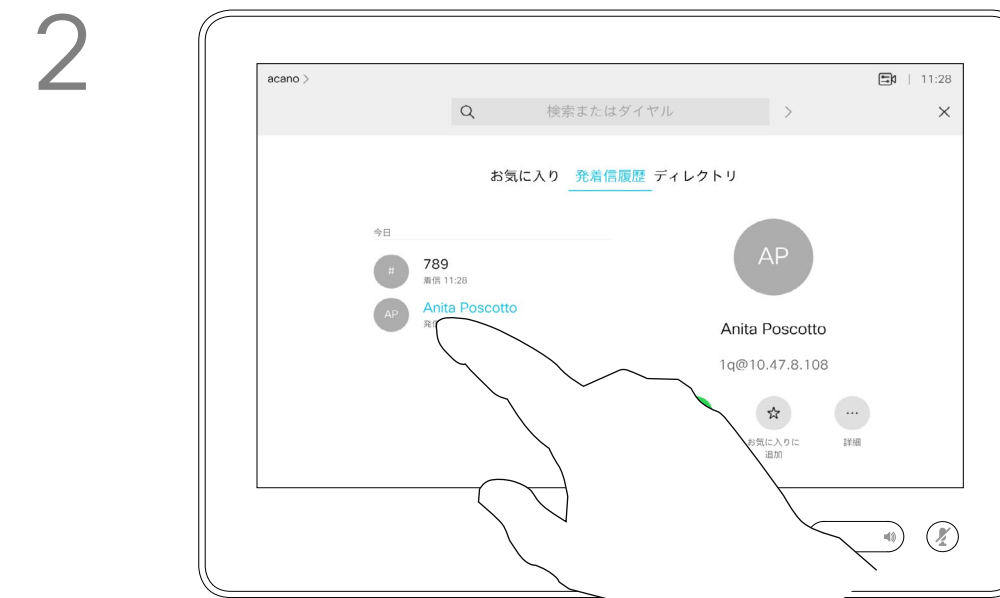 2
acano >
11:28
検索またはダイヤル
お気に入り 発着信履歴 ディレクトリ
今日
# 789
着信 11:28
AP Anita Poscotto
発
AP
Anita Poscotto
1q@10.47.8.108
お気に入りに
追加
詳細